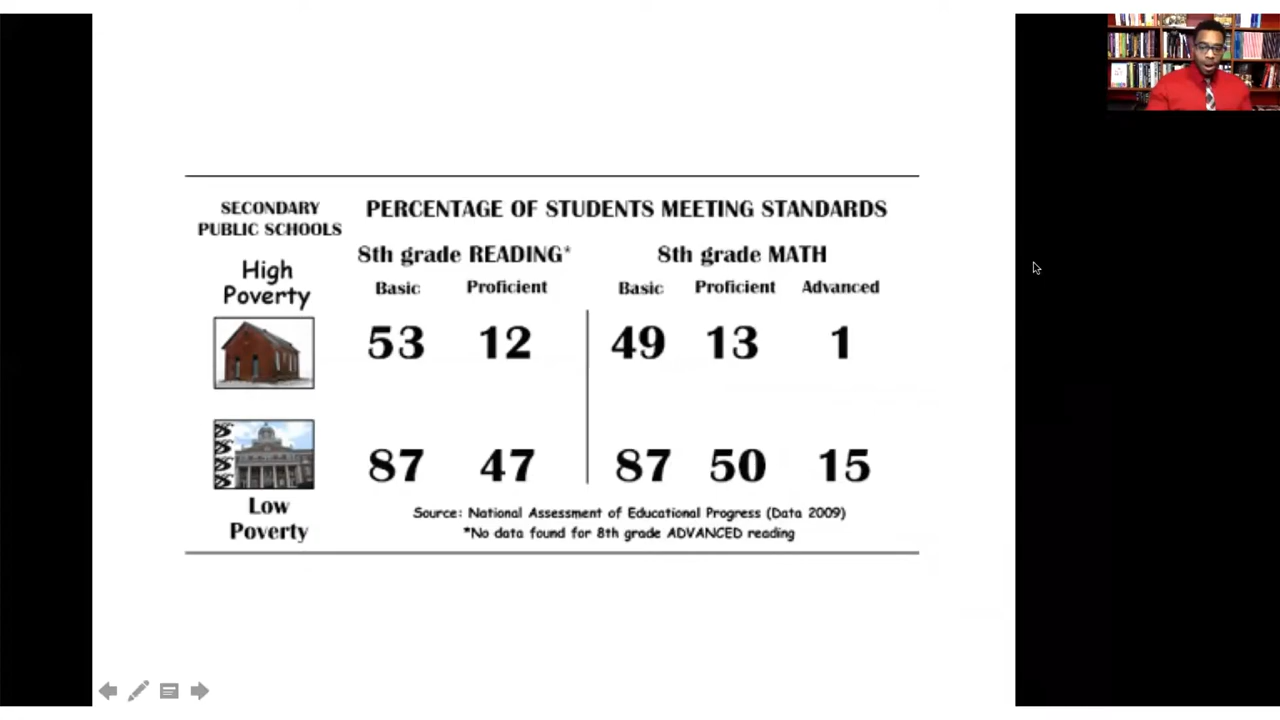 SECONDARY
PUBLIC SCHOOLS
PERCENTAGE OF STUDENTS MEETING STANDARDS
8th grade READING*
8th grade MATH
High
Poverty
Basic
Proficient
Basic
Proficient
Advanced
53
12
49
13
1
87
47
87
50
15
Low
Poverty
Source: National Assessment of Educational Progress (Data 2009)
*No data found for 8th grade ADVANCED reading